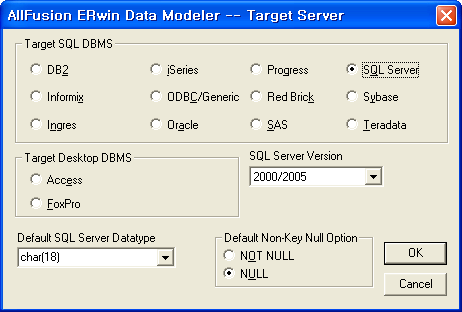 AllFusion ERwin Data Modeler -- Target Server
Target SQL DBMS
DB2 iSeries Progress SQL Server
Informix ODBC/Generic Red Brick Sybase
Ingres Oracle SAS Teradata
Target Desktop DBMS
Access
FoxPro
SQL Server Version
2000/2005
Default SQL Server Datatype
char(18)
Default Non-Key Null Option
NOT NULL
NULL
OK
Cancel